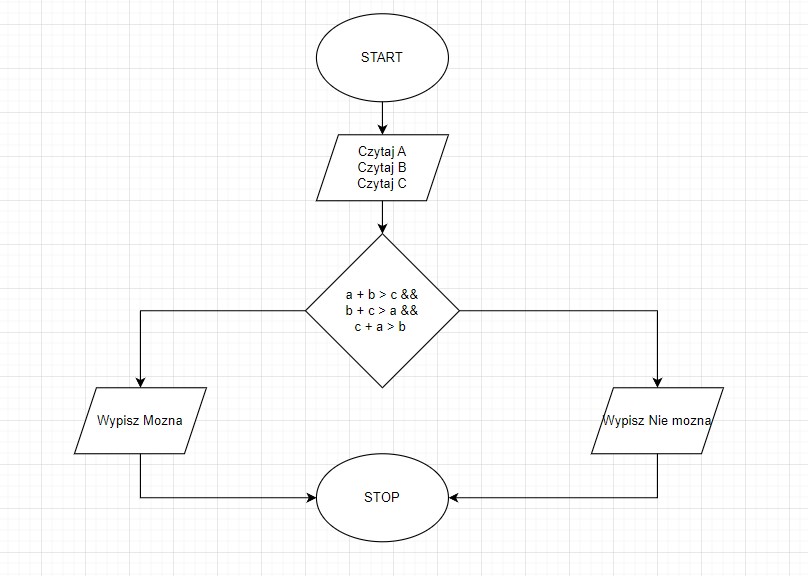 START
Czytaj A
Czytaj B
Czytaj C
a + b > c &&
b + c > a &&
c + a > b
Wypisz Mozna
Wypisz Nie mozna
STOP